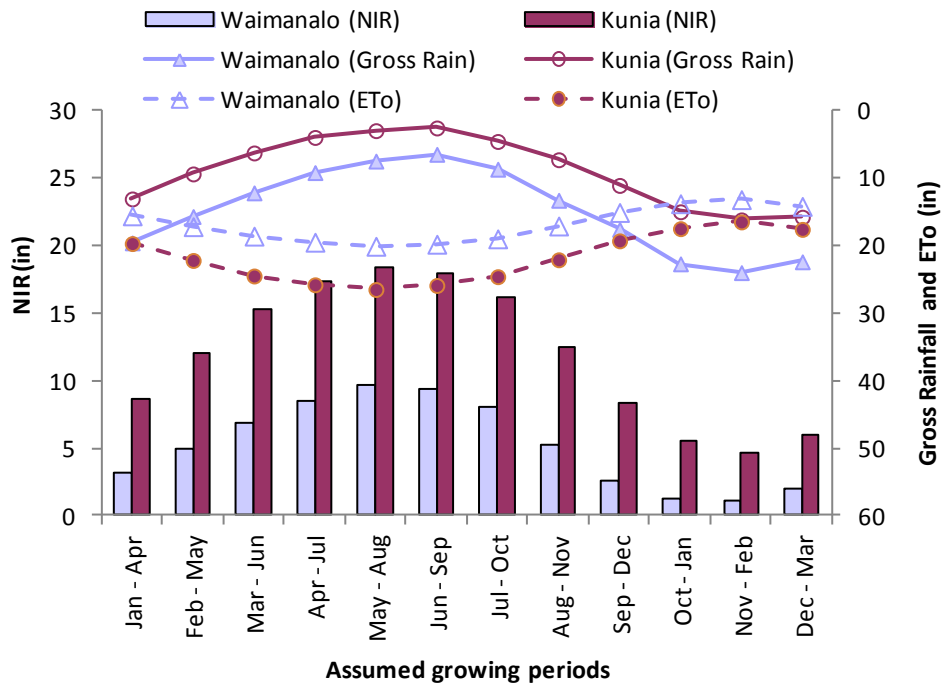 Waimanalo (NIR) Kunia (NIR)
Waimanalo (Gross Rain) Kunia (Gross Rain)
Waimanalo (ETo) Kunia (ETo)
30 0
25 10
20 20
15 30
10 40
5 50
0 60
NIR (in)
Gross Rainfall and ETo (in)
Jan - Apr
Feb - May
Mar - Jun
Apr - Jul
May - Aug
Jun - Sep
Jul - Oct
Aug - Nov
Sep - Dec
Oct - Jan
Nov - Feb
Dec - Mar
Assumed growing periods